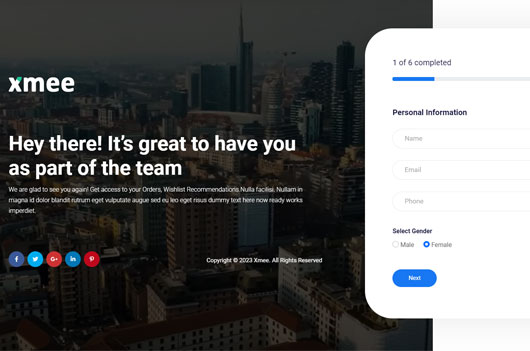 xmee
Hey there! It's great to have you
as part of the team
We are glad to see you again! Get access to your Orders, Wishlist Recommendations Nulla facilisi. Nullam in
magna id dolor blandit rutrum eget vulputate augue sed eu leo eget risus dummy text here now ready works
imperdiet.
Copyright © 2023 Xmee. All Rights Reserved
1 of 6 completed
Personal Information
Name
Email
Phone
Select Gender
Male Female
Next